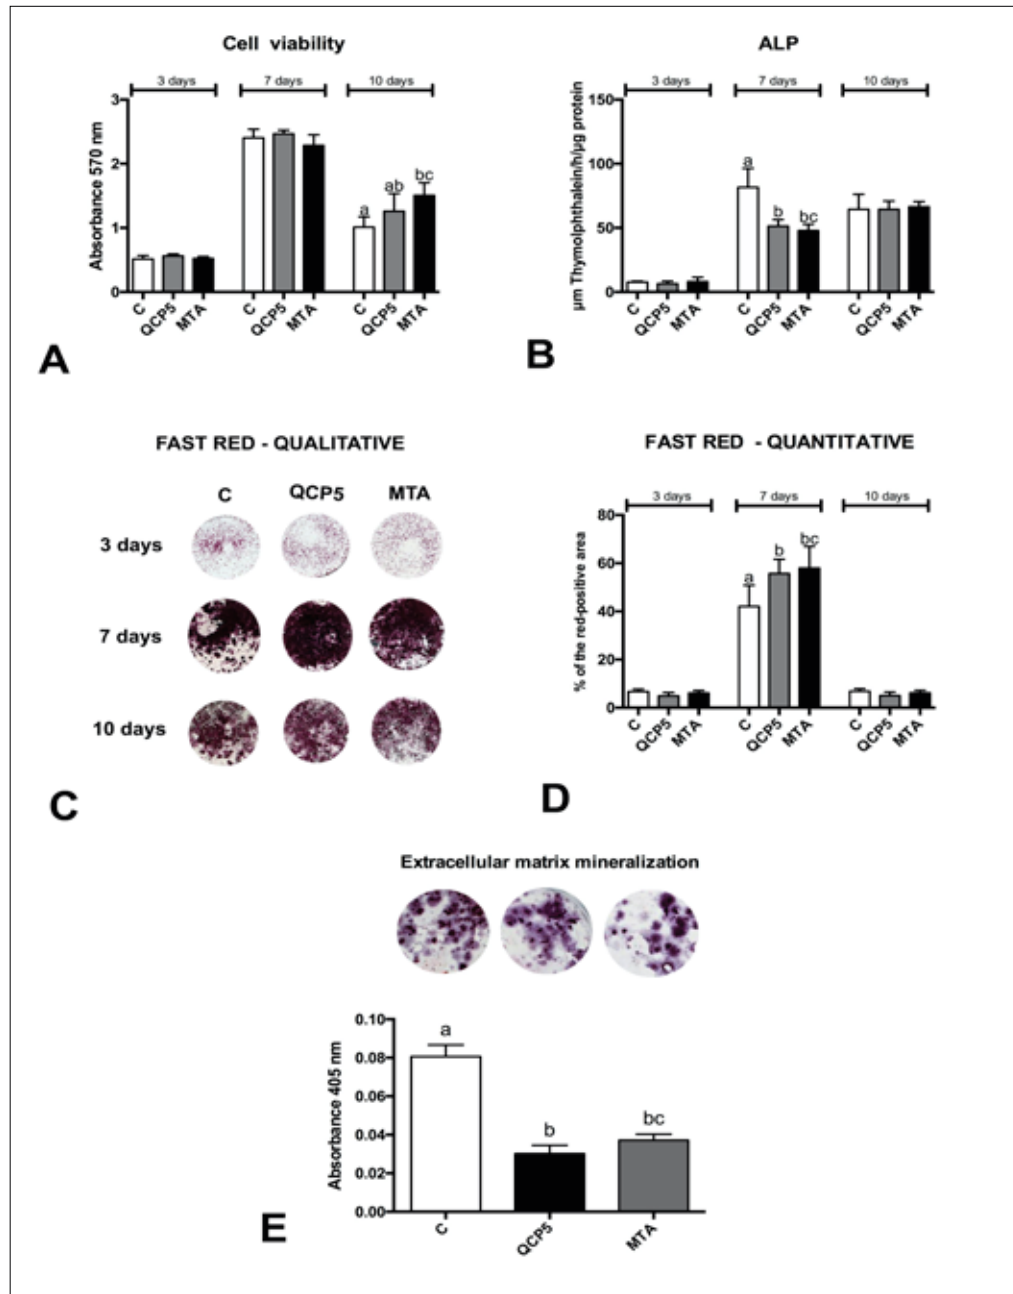 Cell viability
3 days 7 days 10 days
Absorbance 570 nm
3
2
1
0
a ab bc
C QCP5 MTA C QCP5 MTA C QCP5 MTA
A
ALP
3 days 7 days 10 days
µm Thymolphthalein/h/µg protein
150
100
50
0
a b bc
C QCP5 MTA C QCP5 MTA C QCP5 MTA
B
FAST RED - QUALITATIVE
C QCP5 MTA
3 days
7 days
10 days
C
FAST RED - QUANTITATIVE
3 days 7 days 10 days
% of the red-positive area
80
60
40
20
0
a b bc
C QCP5 MTA C QCP5 MTA C QCP5 MTA
D
Extracellular matrix mineralization
Absorbance 405 nm
0.10
0.08
0.06
0.04
0.02
0.00
a b bc
C QCP5 MTA
E